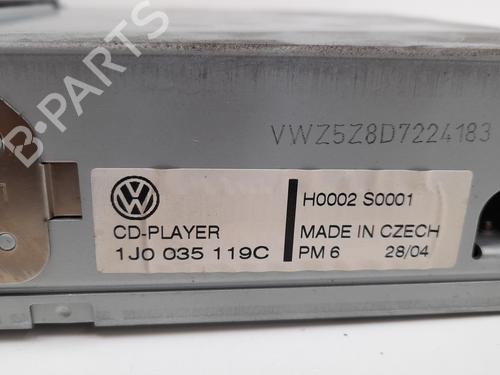 B-PARTS
VWZ5Z8D7224183
CD-PLAYER
1J0 035 119C
H0002 S0001
MADE IN CZECH
PM 6 28/04